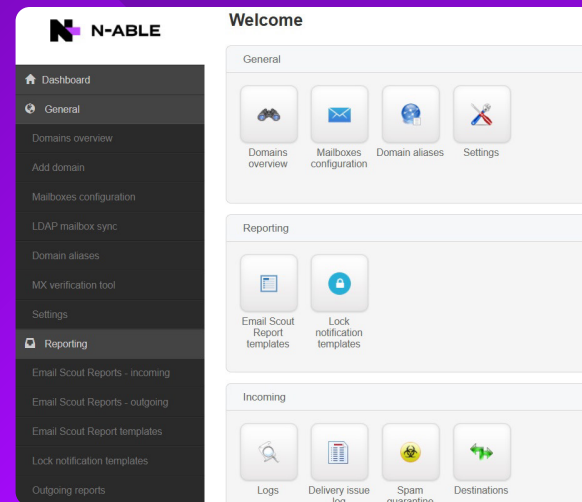 N-ABLE
Dashboard
General
Domains overview
Add domain
Mailboxes configuration
LDAP mailbox sync
Domain aliases
MX verification tool
Settings
Reporting
Email Scout Reports - incoming
Email Scout Reports - outgoing
Email Scout Report templates
Lock notification templates
Outgoing reports
Welcome
General
Domains
overview
Mailboxes
configuration
Domain aliases
Settings
Reporting
Email Scout
Report
templates
Lock
notification
templates
Incoming
Logs
Delivery issue
log
Spam
quarantine
Destinations